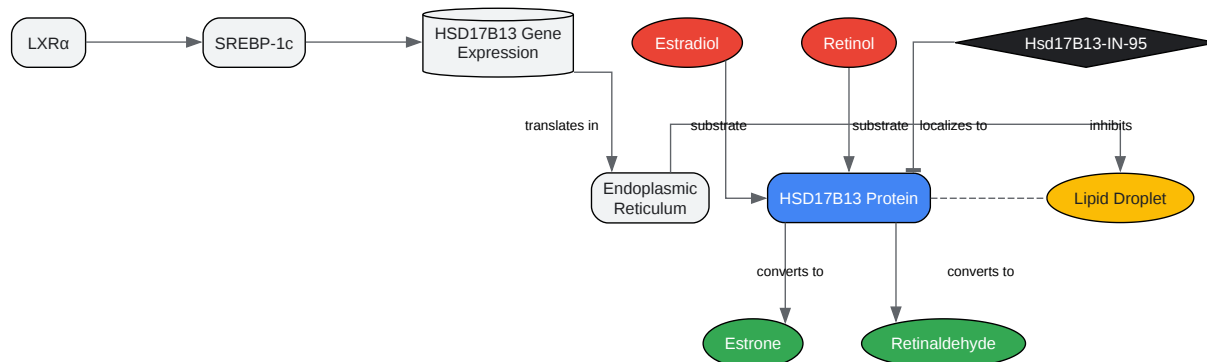 LXRα
SREBP-1c
HSD17B13 Gene
Expression
Estradiol
Retinol
Hsd17B13-IN-95
translates in
substrate
substrate
localizes to
inhibits
Endoplasmic
Reticulum
HSD17B13 Protein
Lipid Droplet
converts to
converts to
Estrone
Retinaldehyde